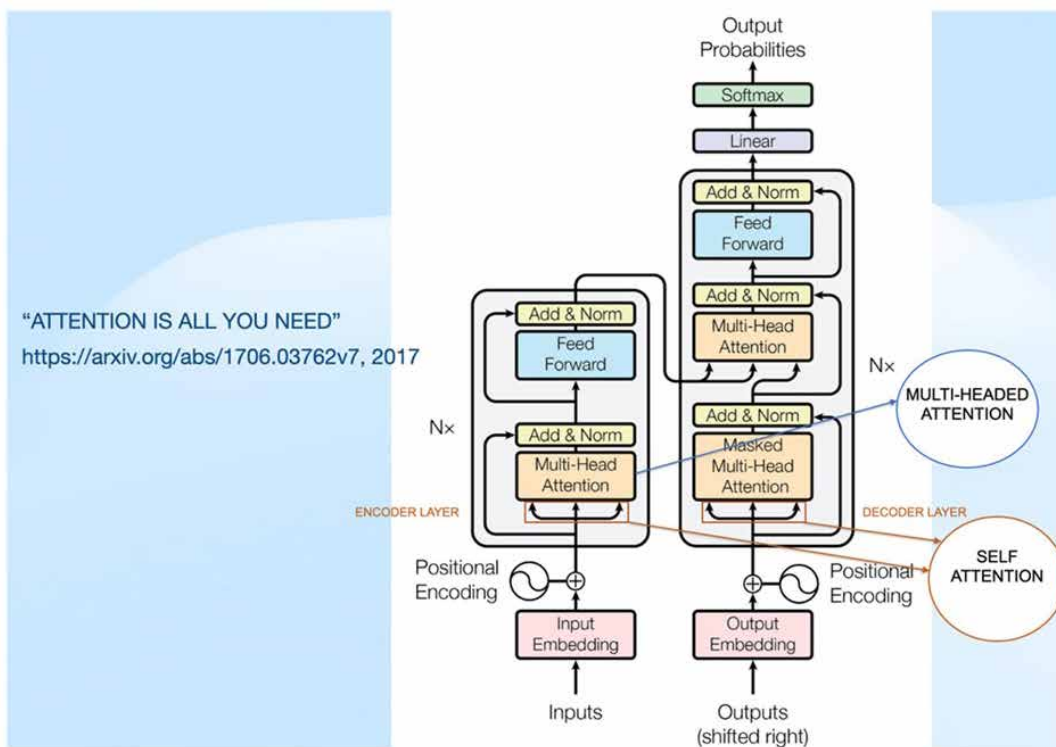 "ATTENTION IS ALL YOU NEED"
https://arxiv.org/abs/1706.03762v7, 2017
Output
Probabilities
Softmax
Linear
Add & Norm
Feed
Forward
Add & Norm
Multi-Head
Attention
Add & Norm
Masked
Multi-Head
Attention
N×
Add & Norm
Feed
Forward
Add & Norm
Multi-Head
Attention
N×
ENCODER LAYER
DECODER LAYER
MULTI-HEADED
ATTENTION
SELF
ATTENTION
Positional
Encoding
Positional
Encoding
Input
Embedding
Output
Embedding
Inputs
Outputs
(shifted right)